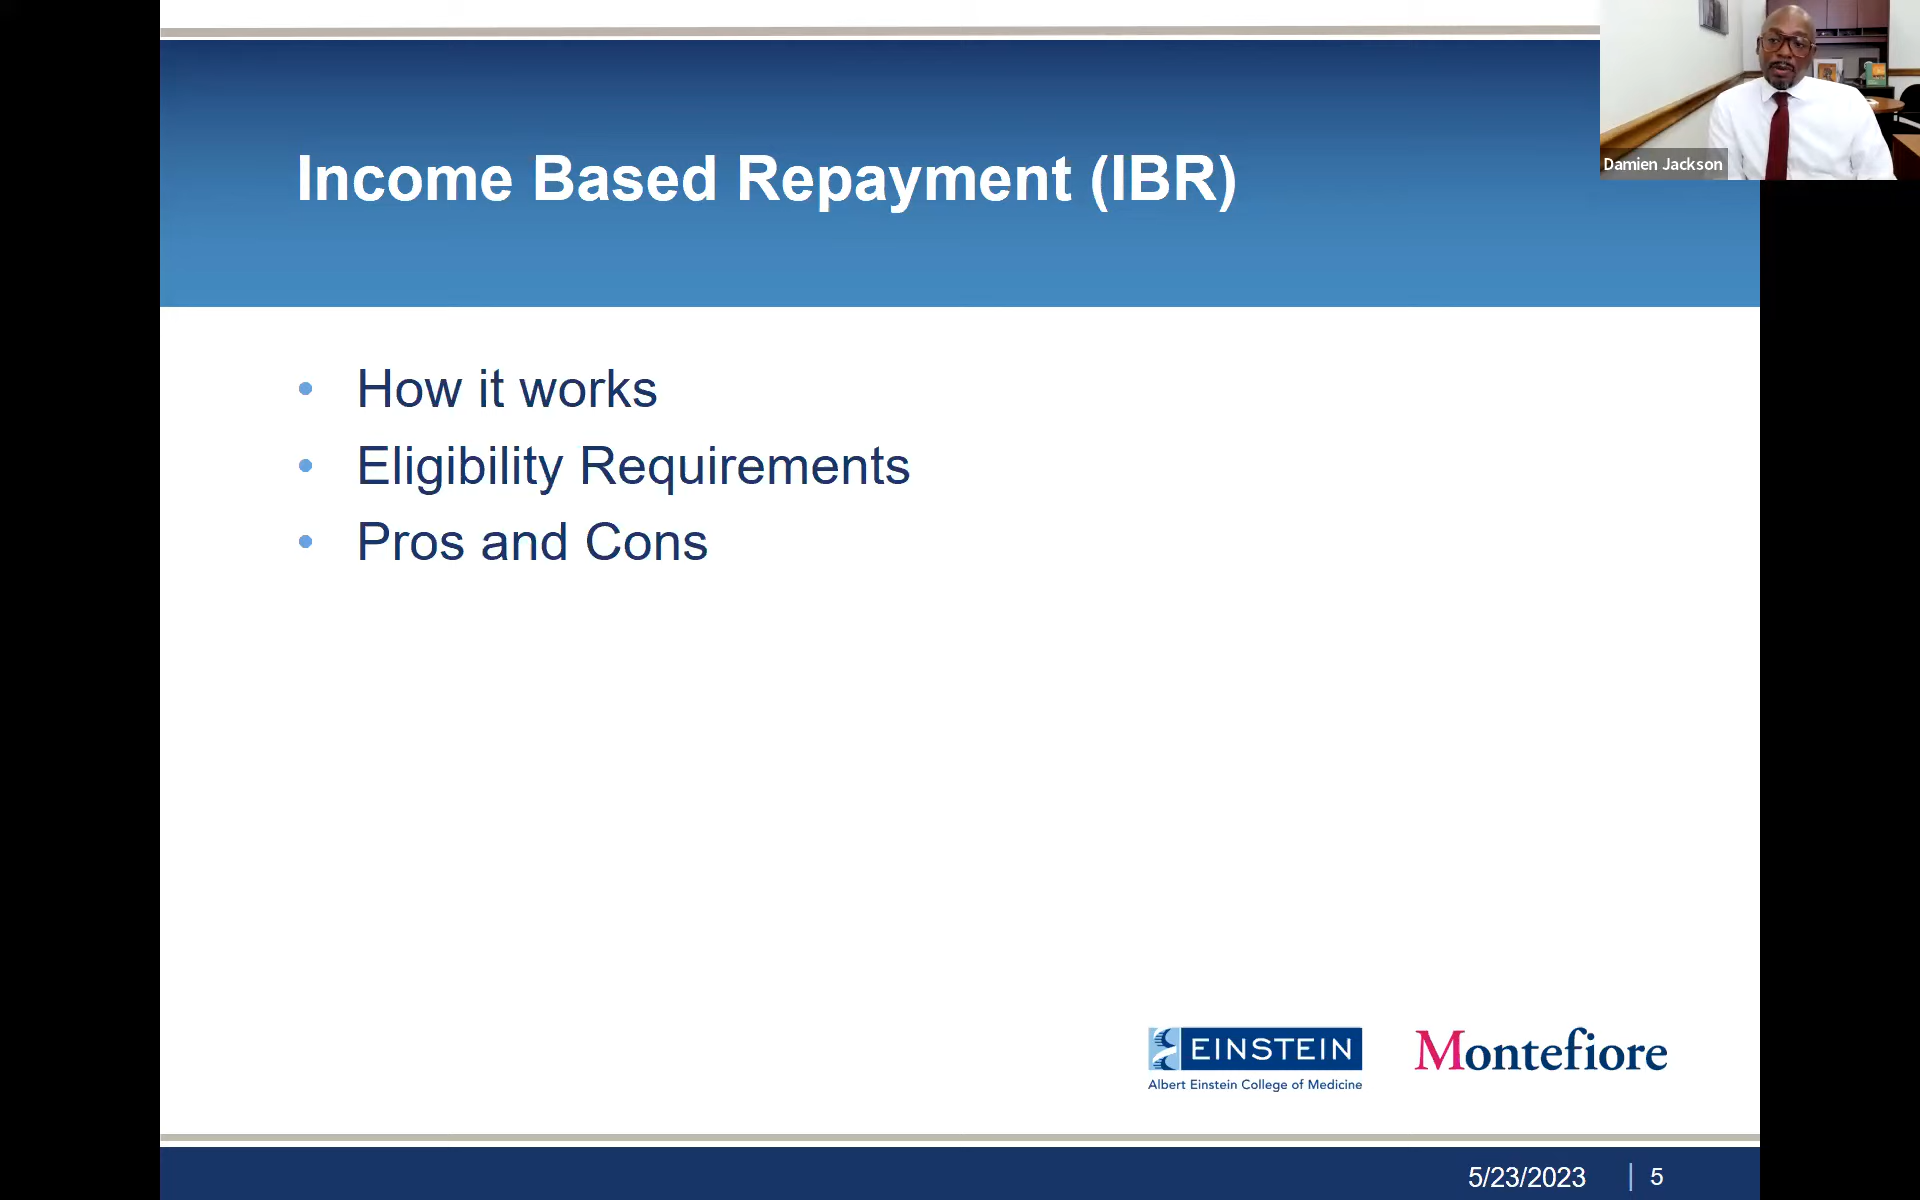 Income Based Repayment (IBR)
Damien Jackson
• How it works
• Eligibility Requirements
• Pros and Cons
EINSTEIN
Albert Einstein College of Medicine
Montefiore
5/23/2023 | 5